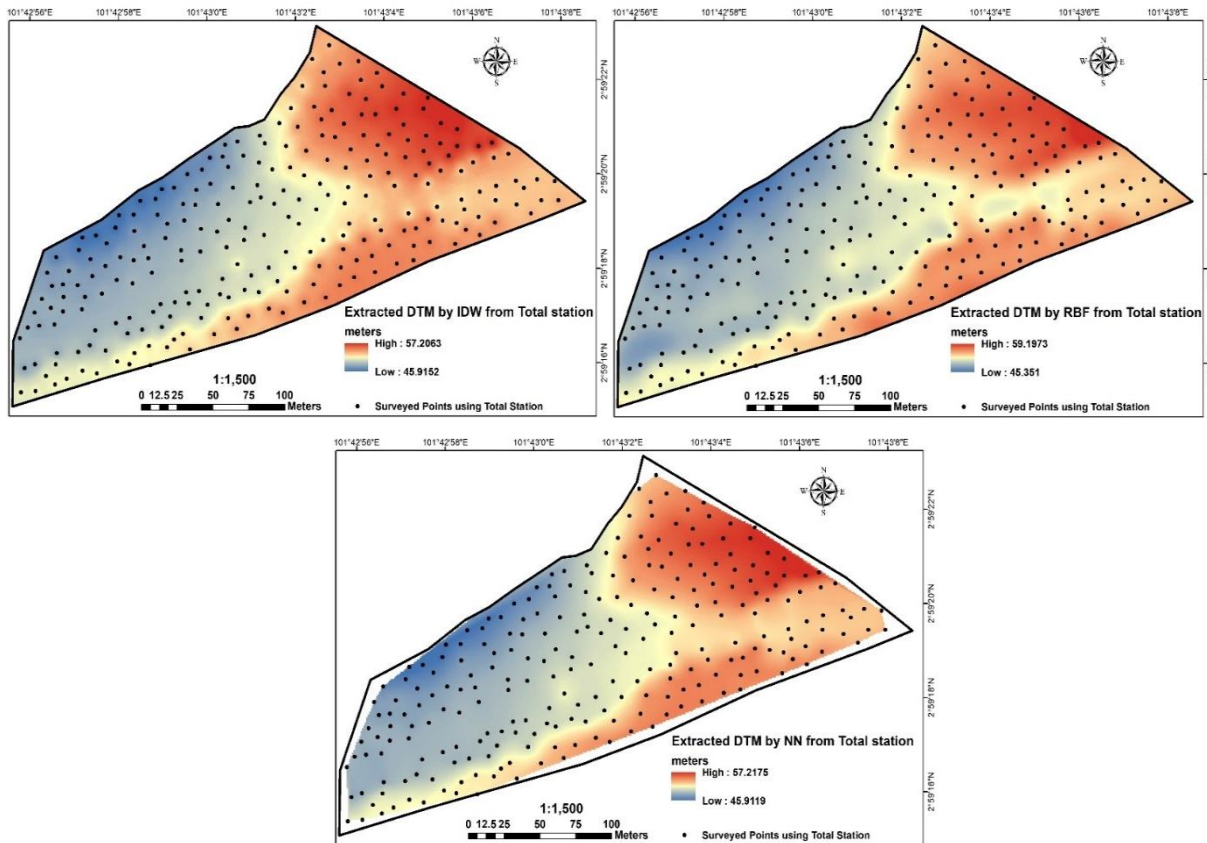 101°42'56"E 101°42'58"E 101°43'0"E 101°43'2"E 101°43'4"E 101°43'6"E 101°43'8"E
N
W E
S
2°59'22"N
2°59'20"N
2°59'18"N
2°59'16"N
Extracted DTM by IDW from Total station
meters
High : 57.2063
Low : 45.9152
1:1,500
0 12.5 25 50 75 100
Meters
Surveyed Points using Total Station
101°42'56"E 101°42'58"E 101°43'0"E 101°43'2"E 101°43'4"E 101°43'6"E 101°43'8"E
N
W E
S
Extracted DTM by RBF from Total station
meters
High : 59.1973
Low : 45.351
1:1,500
0 12.5 25 50 75 100
Meters
Surveyed Points using Total Station
101°42'56"E 101°42'58"E 101°43'0"E 101°43'2"E 101°43'4"E 101°43'6"E 101°43'8"E
N
W E
S
2°59'22"N
2°59'20"N
2°59'18"N
2°59'16"N
Extracted DTM by NN from Total station
meters
High : 57.2175
Low : 45.9119
1:1,500
0 12.5 25 50 75 100
Meters
Surveyed Points using Total Station